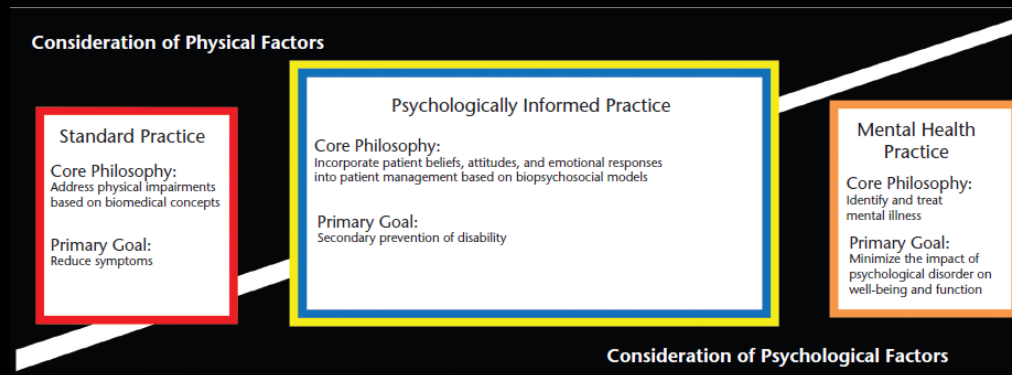 Consideration of Physical Factors
Standard Practice
Core Philosophy:
Address physical impairments
based on biomedical concepts
Primary Goal:
Reduce symptoms
Psychologically Informed Practice
Core Philosophy:
Incorporate patient beliefs, attitudes, and emotional responses
into patient management based on biopsychosocial models
Primary Goal:
Secondary prevention of disability
Mental Health
Practice
Core Philosophy:
Identify and treat
mental illness
Primary Goal:
Minimize the impact of
psychological disorder on
well-being and function
Consideration of Psychological Factors